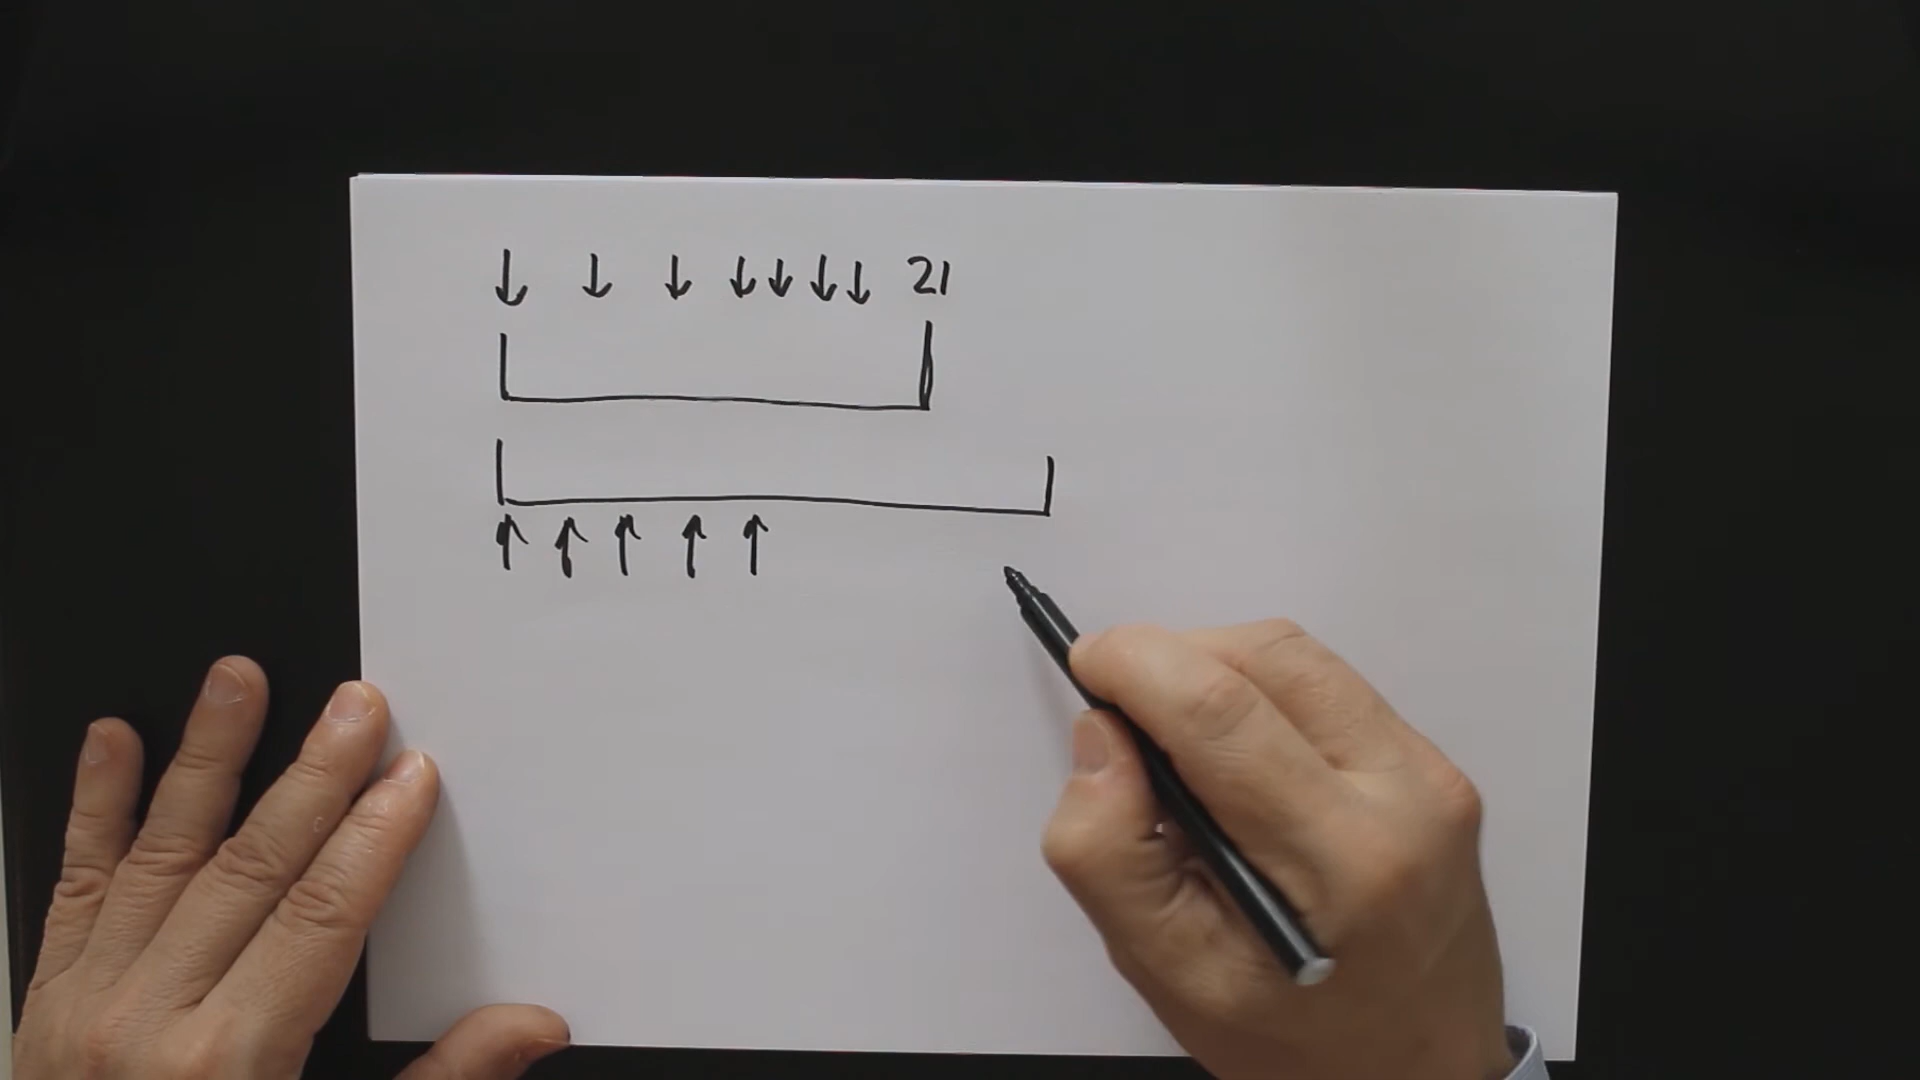 ↓ ↓ ↓ ↓ ↓ ↓ ↓ 21
↑ ↑ ↑ ↑ ↑